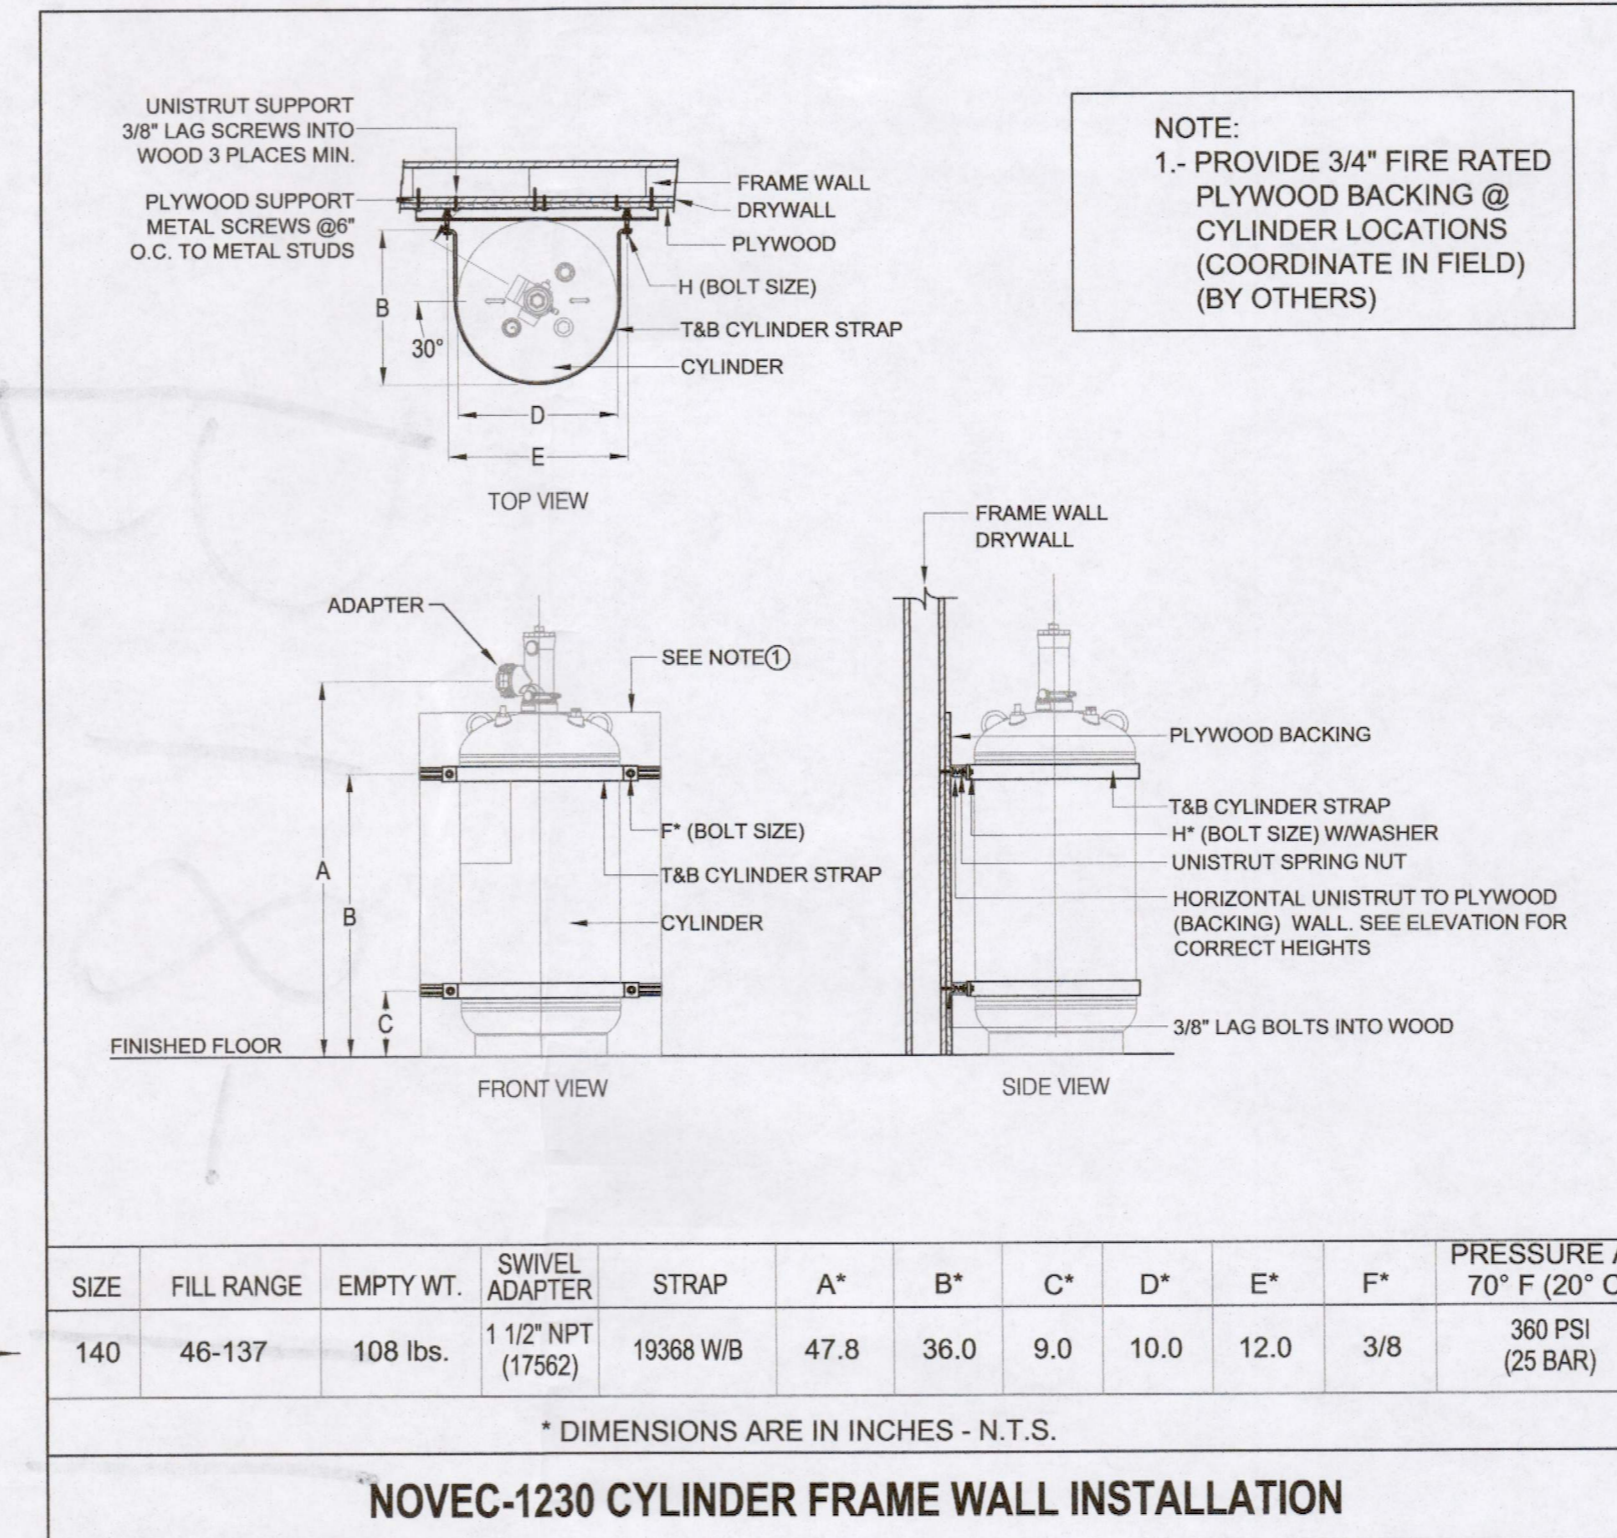 UNISTRUT SUPPORT
3/8" LAG SCREWS INTO
WOOD 3 PLACES MIN.
PLYWOOD SUPPORT
METAL SCREWS @6"
O.C. TO METAL STUDS
FRAME WALL
DRYWALL
PLYWOOD
H (BOLT SIZE)
T&B CYLINDER STRAP
CYLINDER
B
30°
D
E
TOP VIEW
NOTE:
1.- PROVIDE 3/4" FIRE RATED
PLYWOOD BACKING @
CYLINDER LOCATIONS
(COORDINATE IN FIELD)
(BY OTHERS)
ADAPTER
SEE NOTE 1
F* (BOLT SIZE)
T&B CYLINDER STRAP
CYLINDER
A
B
C
FINISHED FLOOR
FRONT VIEW
FRAME WALL
DRYWALL
PLYWOOD BACKING
T&B CYLINDER STRAP
H* (BOLT SIZE) W/WASHER
UNISTRUT SPRING NUT
HORIZONTAL UNISTRUT TO PLYWOOD
(BACKING) WALL. SEE ELEVATION FOR
CORRECT HEIGHTS
3/8" LAG BOLTS INTO WOOD
SIDE VIEW
SIZE FILL RANGE EMPTY WT. SWIVEL ADAPTER STRAP A* B* C* D* E* F* PRESSURE
70° F (20°
140 46-137 108 lbs. 1 1/2" NPT (17562) 19368 W/B 47.8 36.0 9.0 10.0 12.0 3/8 360 PSI (25 BAR)
* DIMENSIONS ARE IN INCHES - N.T.S.
NOVEC-1230 CYLINDER FRAME WALL INSTALLATION